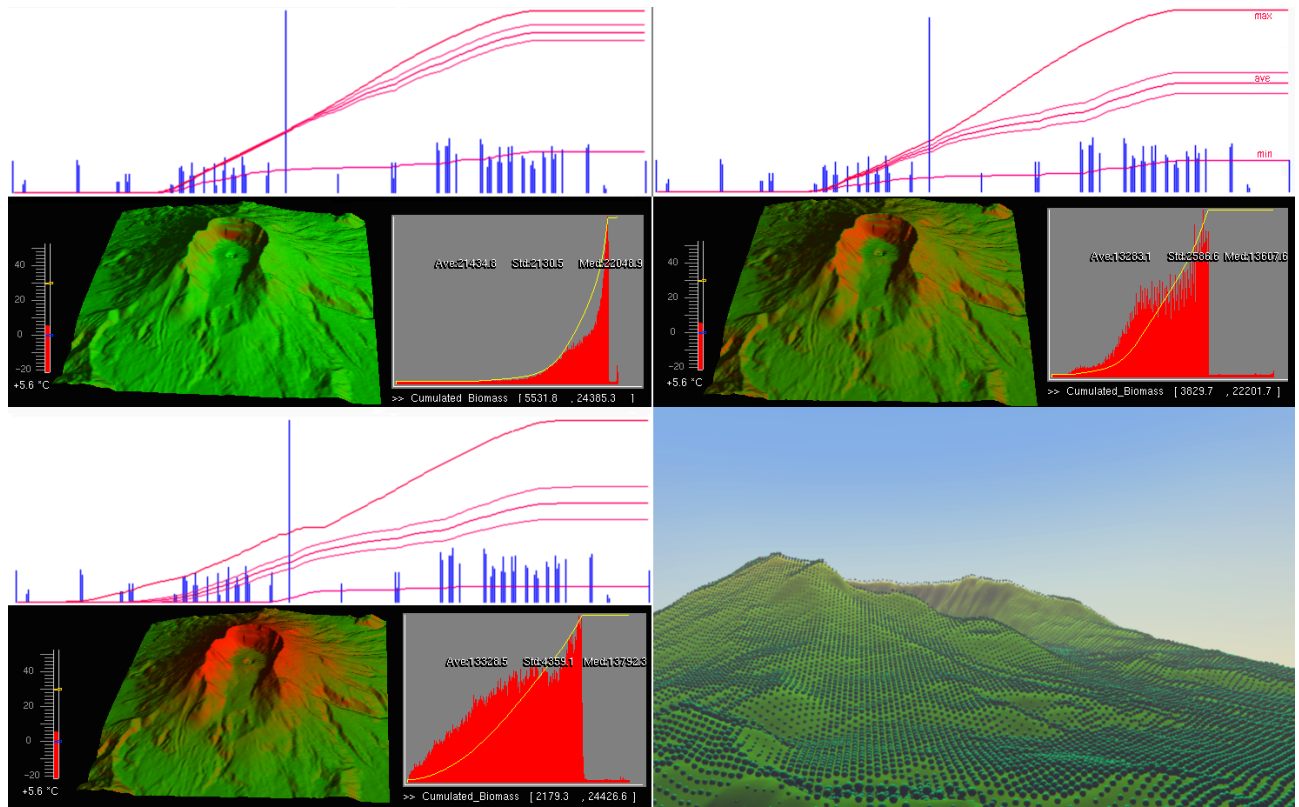 max
ave
min
40
20
0
-20
+5.6 °C
Ave:21434.3 Std:2130.5 Med:22048.9
>> Cumulated_Biomass [ 5531.8 , 24385.3 ]
40
20
0
-20
+5.6 °C
Ave:13283.1 Std:2586.6 Med:13607.6
>> Cumulated_Biomass [ 3829.7 , 22201.7 ]
40
20
0
-20
+5.6 °C
Ave:13328.5 Std:4359.1 Med:13792.3
>> Cumulated_Biomass [ 2179.3 , 24426.6 ]